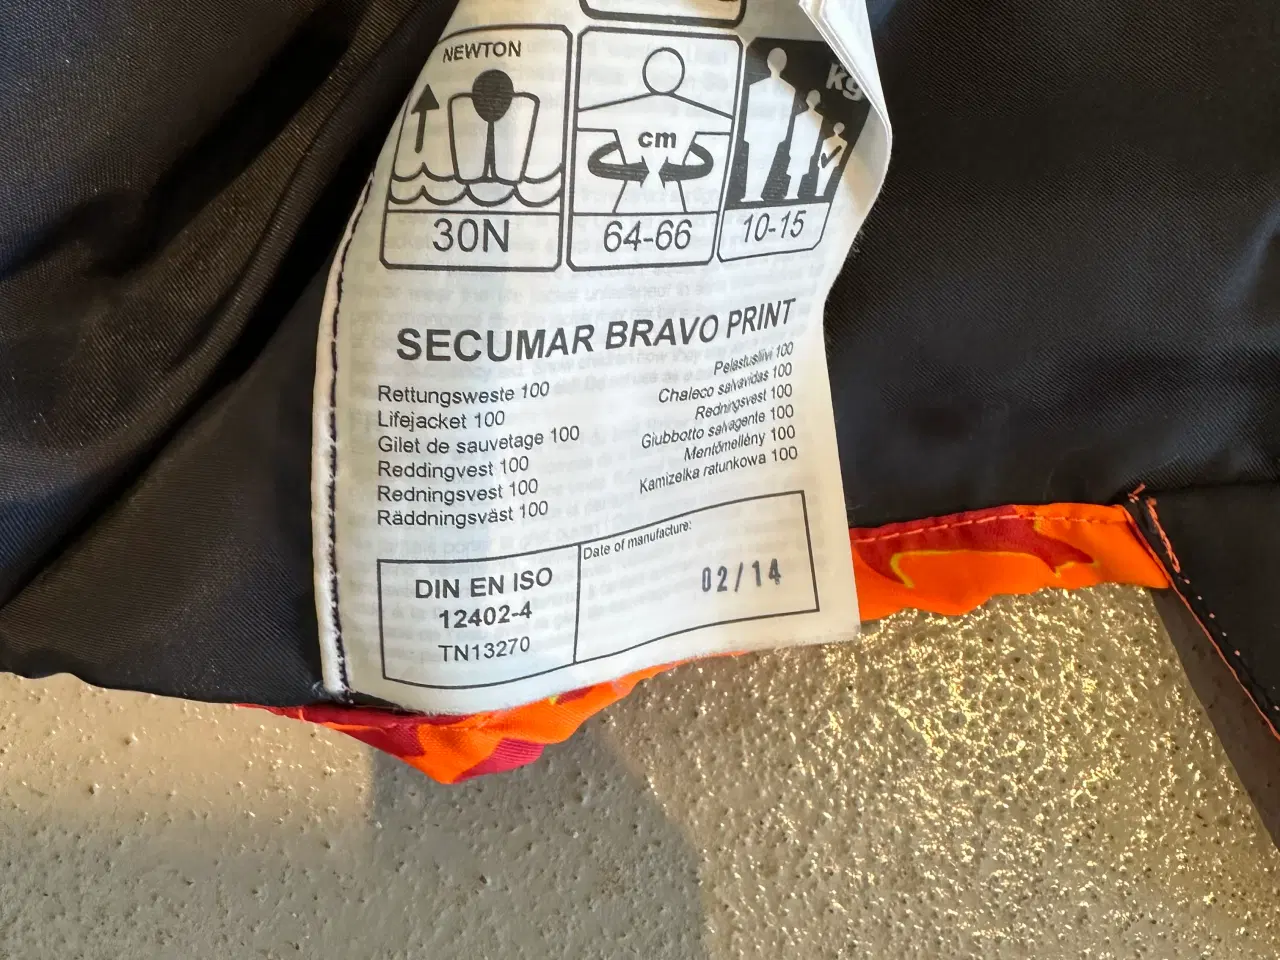 NEWTON
30N
cm
64-66
kg
10-15
SECUMAR BRAVO PRINT
Rettungsweste 100
Lifejacket 100
Gilet de sauvetage 100
Reddingvest 100
Redningsvest 100
Räddningsväst 100
Pelastusliivi 100
Chaleco salvavidas 100
Redningsvest 100
Giubbotto salvagente 100
Mentőmellény 100
Kamizelka ratunkowa 100
DIN EN ISO
12402-4
TN13270
Date of manufacture:
02/14